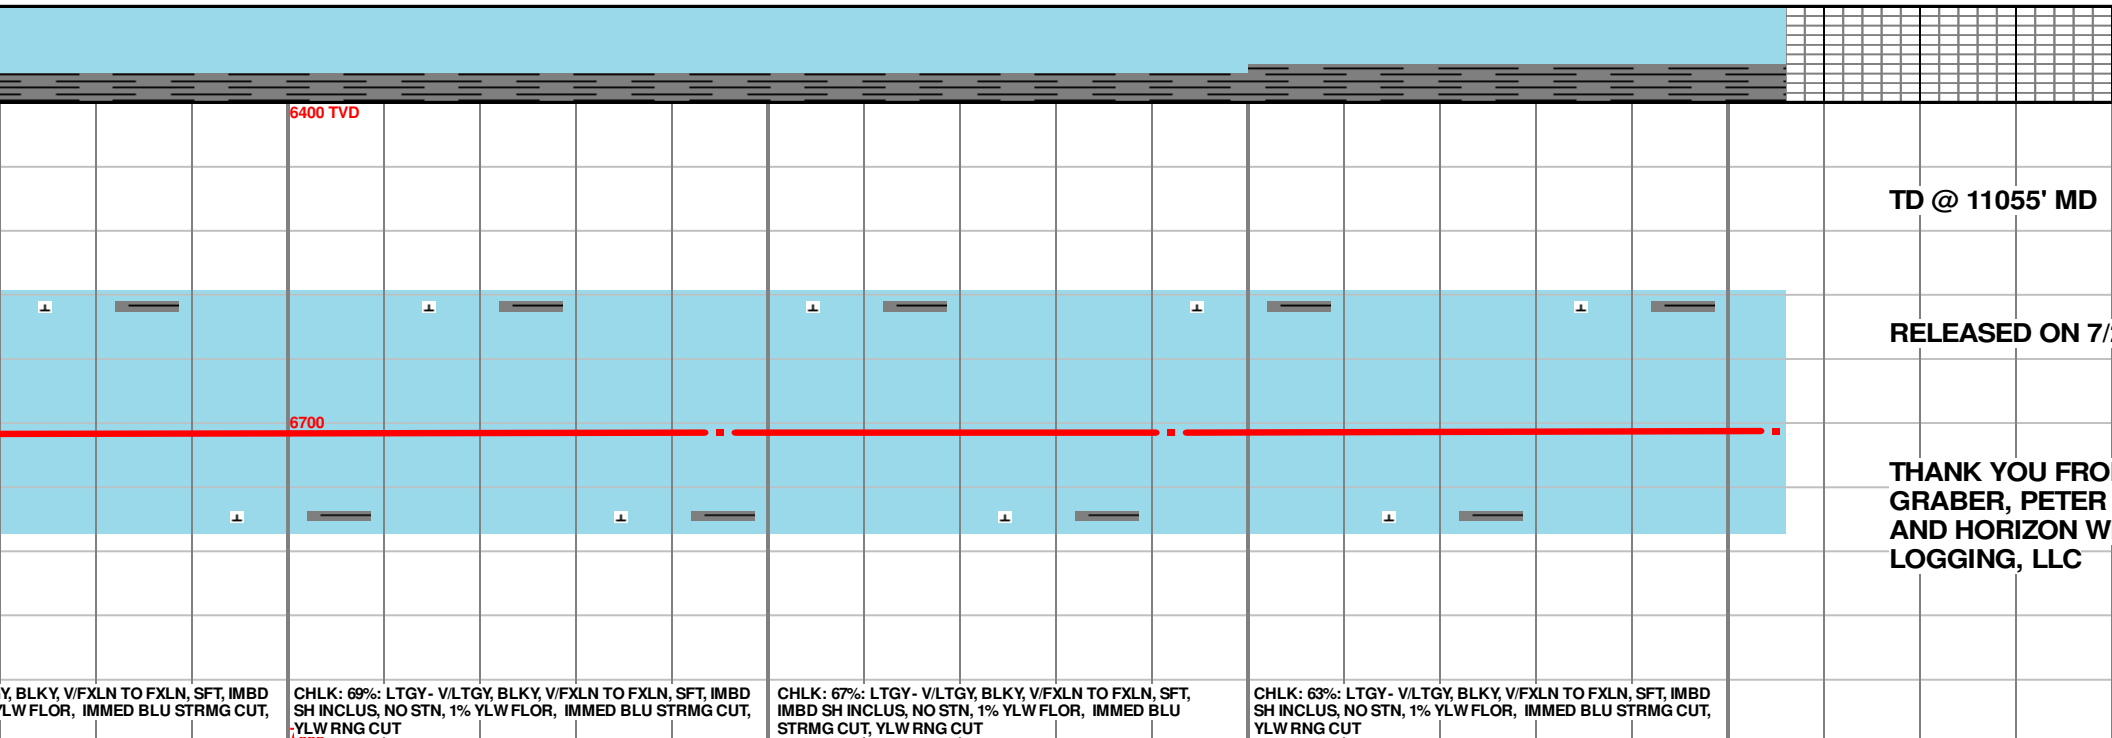 6400 TVD
TD @ 11055' MD
RELEASED ON 7/
6700
THANK YOU
GRABER, PETER
AND HORIZON
LOGGING, LLC
BLKY, V/FXLN TO FXLN, SFT, IMBD
FLOR, IMMED BLU STRMG CUT,
CHLK: 69%: LTGY- V/LTGY, BLKY, V/FXLN TO FXLN, SFT, IMBD
SH INCLUS, NO STN, 1% YLW FLOR, IMMED BLU STRMG CUT,
YLW RNG CUT
CHLK: 67%: LTGY- V/LTGY, BLKY, V/FXLN TO FXLN, SFT,
IMBD SH INCLUS, NO STN, 1% YLW FLOR, IMMED BLU
STRMG CUT, YLW RNG CUT
CHLK: 63%: LTGY- V/LTGY, BLKY, V/FXLN TO FXLN, SFT, IMBD
SH INCLUS, NO STN, 1% YLW FLOR, IMMED BLU STRMG CUT,
YLW RNG CUT